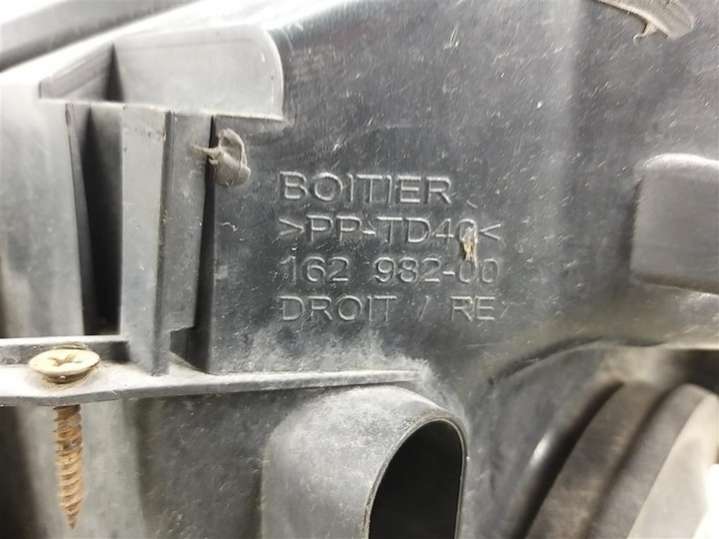 BOITIER
>PP-TD40<
162 982-00
DROIT / RE